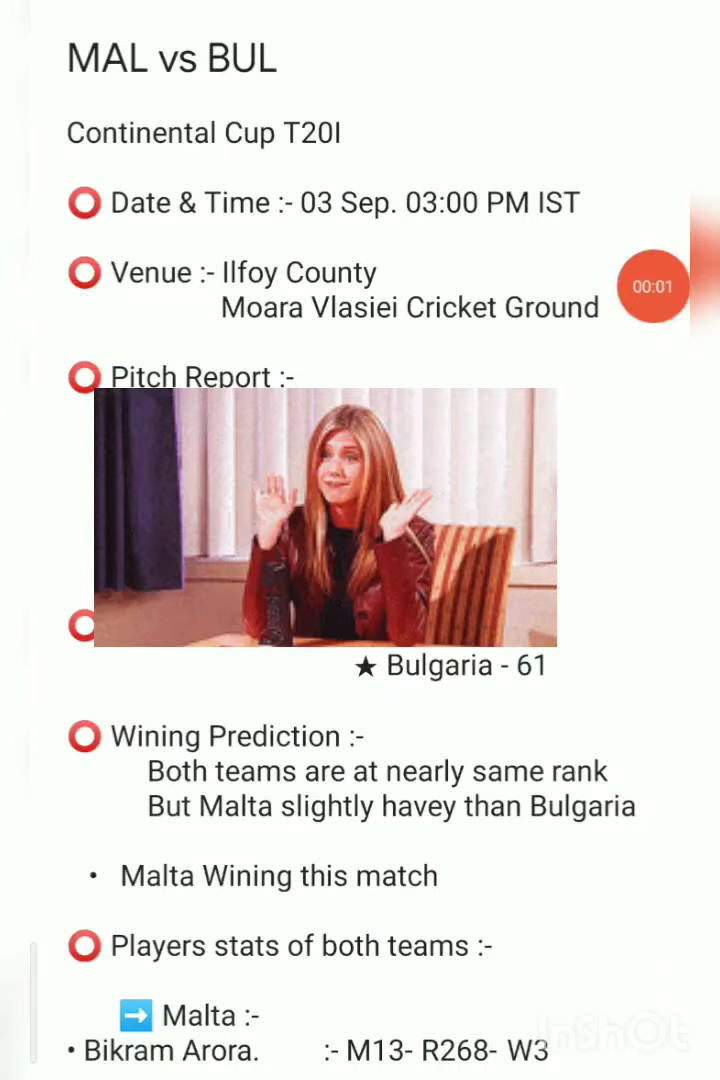 MAL vs BUL
Continental Cup T20I
Date & Time :- 03 Sep. 03:00 PM IST
Venue :- Ilfoy County
00:01
Moara Vlasiei Cricket Ground
Pitch Report :-
★ Bulgaria - 61
Wining Prediction :-
Both teams are at nearly same rank
But Malta slightly havey than Bulgaria
• Malta Wining this match
Players stats of both teams :-
➡ Malta :-
• Bikram Arora. :- M13- R268- W3
InShOt